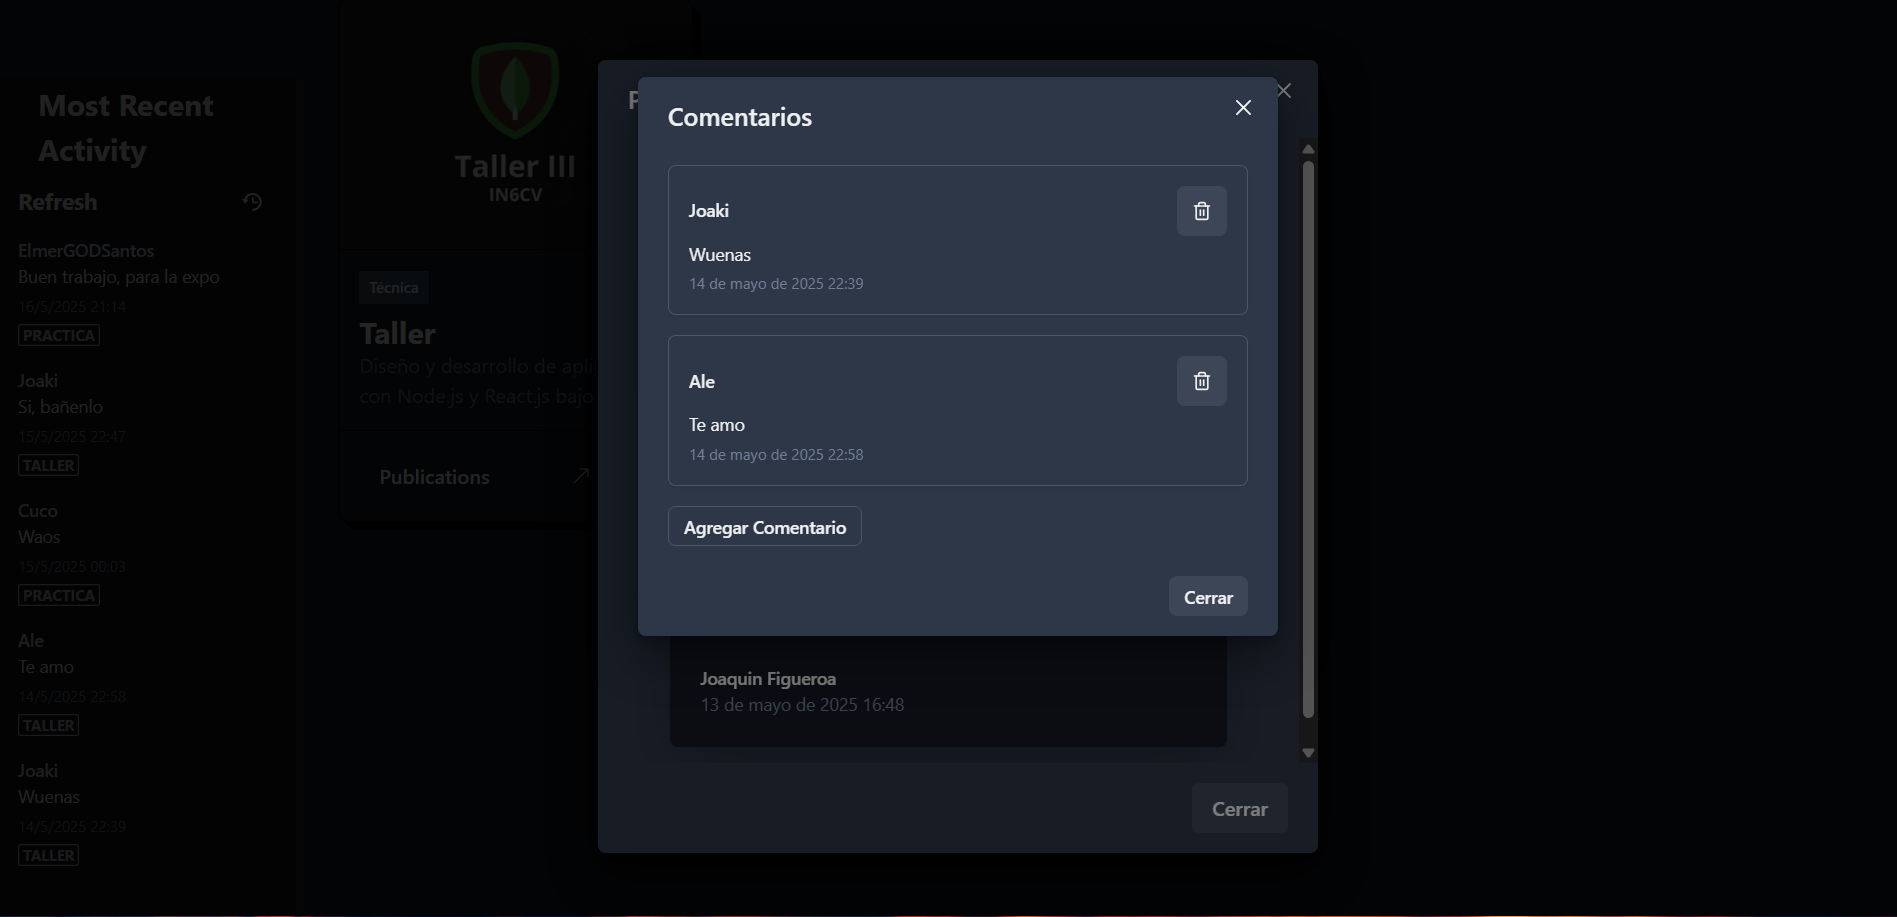 Most Recent
Activity
Refresh
ElmerGODSantos
Buen trabajo, para la expo
16/5/2025 21:14
PRACTICA
Joaki
Si, bañenlo
15/5/2025 22:47
TALLER
Cuco
Waos
15/5/2025 00:03
PRACTICA
Ale
Te amo
14/5/2025 22:58
TALLER
Joaki
Wuenas
14/5/2025 22:39
TALLER
Taller III
IN6CV
Técnica
Taller
Diseño y desarrollo de apli
con Node.js y React.js bajo
Publications
P
Comentarios
Joaki
Wuenas
14 de mayo de 2025 22:39
Ale
Te amo
14 de mayo de 2025 22:58
Agregar Comentario
Cerrar
Joaquin Figueroa
13 de mayo de 2025 16:48
Cerrar